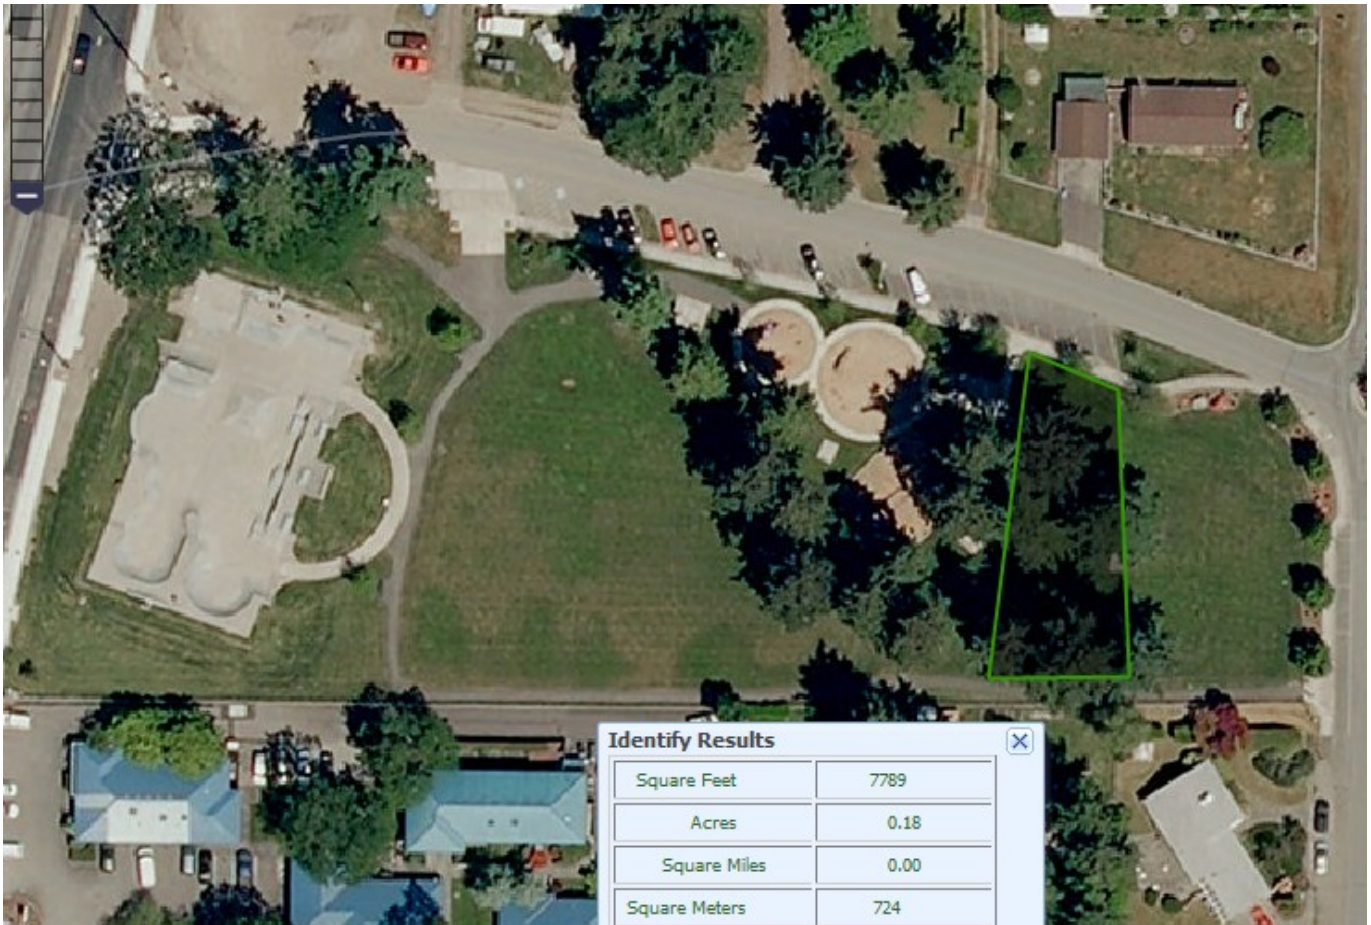 Identify Results
Square Feet 7789
Acres 0.18
Square Miles 0.00
Square Meters 724